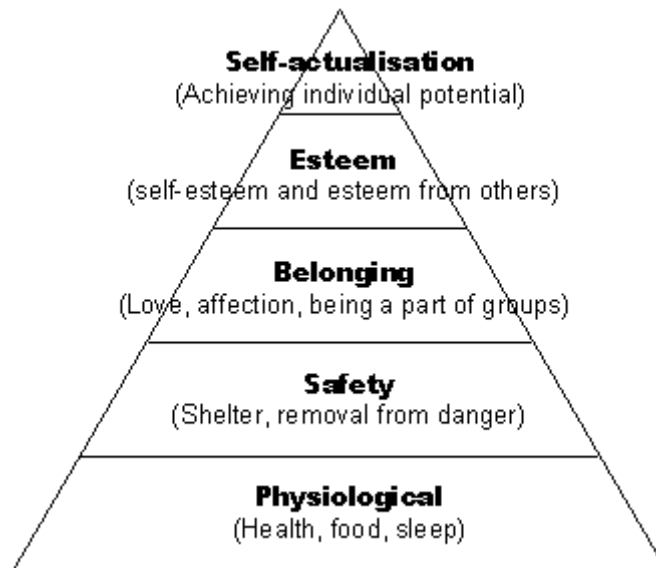 Self-actualisation
(Achieving individual potential)
Esteem
(self-esteem and esteem from others)
Belonging
(Love, affection, being a part of groups)
Safety
(Shelter, removal from danger)
Physiological
(Health, food, sleep)